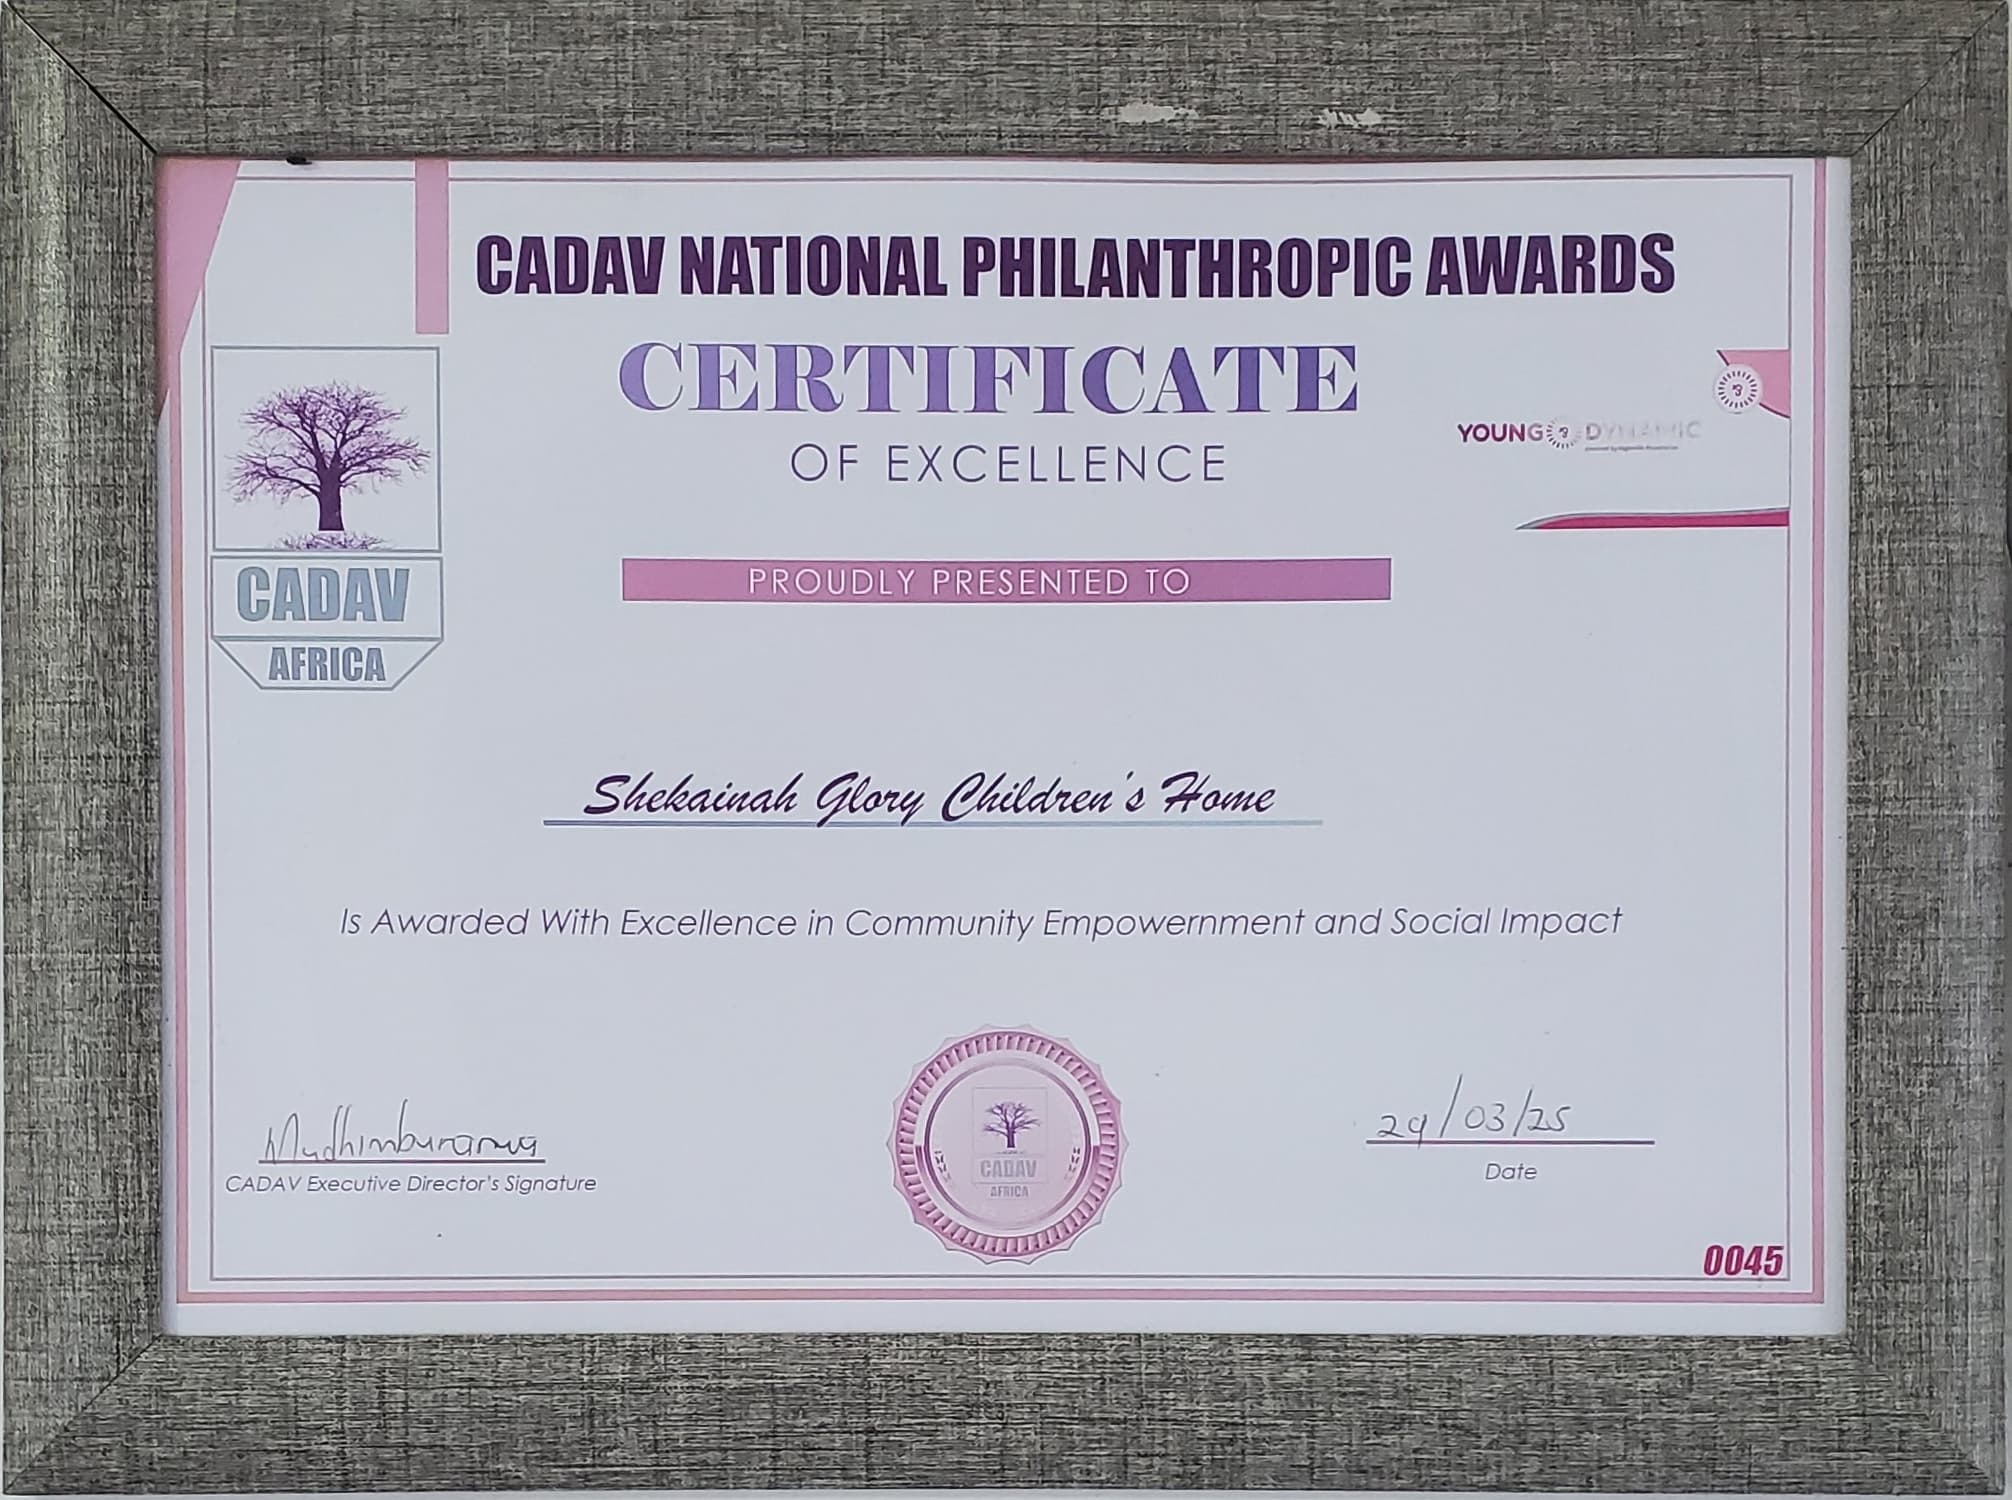 CADAV NATIONAL PHILANTHROPIC AWARDS
CERTIFICATE
OF EXCELLENCE
YOUNG DYNAMIC
CADAV
AFRICA
PROUDLY PRESENTED TO
Shekainah Glory Children's Home
Is Awarded With Excellence in Community Empowernment and Social Impact
29/03/25
CADAV Executive Director's Signature
Date
CADAV
AFRICA
0045